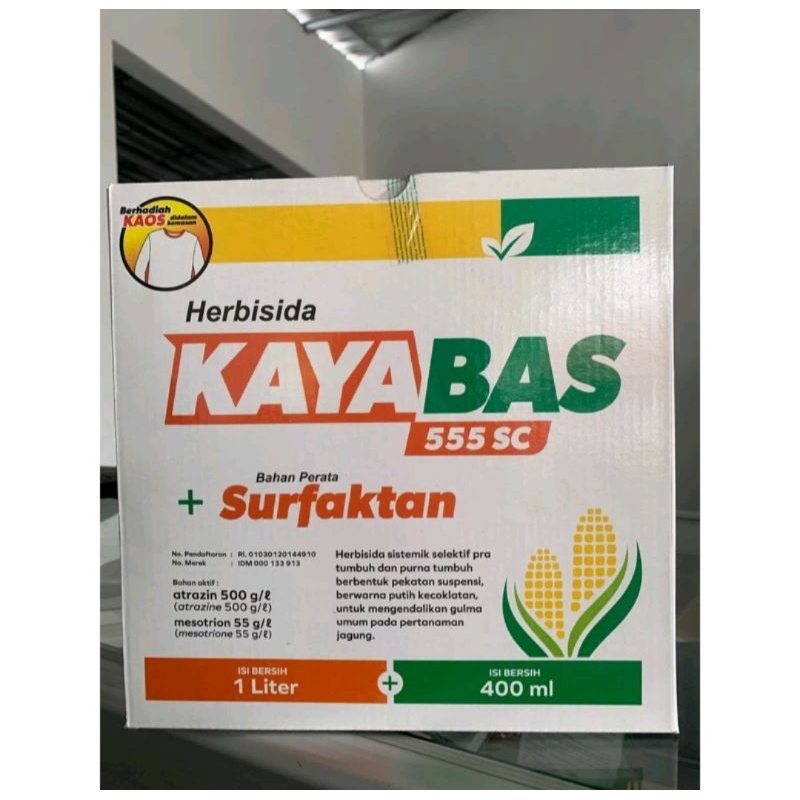 Berhadiah
KAOS didalam
kemasan
Herbisida
KAYABAS
555 SC
Bahan Perata
+ Surfaktan
No. Pendaftaran : RI. 01030120144910
No. Merek : IDM 000 133 913
Bahan aktif :
atrazin 500 g/ℓ
(atrazine 500 g/ℓ)
mesotrion 55 g/ℓ
(mesotrione 55 g/ℓ)
Herbisida sistemik selektif pra
tumbuh dan purna tumbuh
berbentuk pekatan suspensi,
berwarna putih kecoklatan,
untuk mengendalikan gulma
umum pada pertanaman
jagung.
ISI BERSIH
1 Liter
+
ISI BERSIH
400 ml